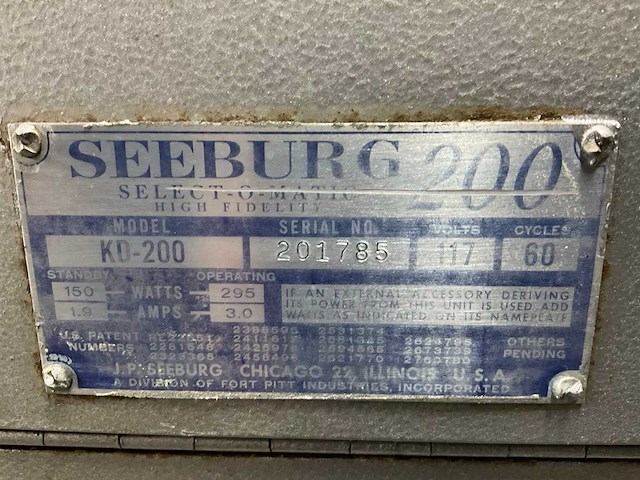 SEEBURG 200
SELECT-O-MATIC
HIGH FIDELITY
MODEL SERIAL NO. VOLTS CYCLES
KD-200 201785 117 60
STANDBY OPERATING
150 WATTS 295
1.9 AMPS 3.0
IF AN EXTERNAL ACCESSORY DERIVING
ITS POWER FROM THIS UNIT IS USED, ADD
WATTS AS INDICATED ON ITS NAMEPLATE
U.S. PATENT
NUMBERS
2624795 OTHERS
PENDING
2323365
J.P. SEEBURG CHICAGO 22, ILLINOIS U.S.A.
A DIVISION OF FORT PITT INDUSTRIES, INCORPORATED